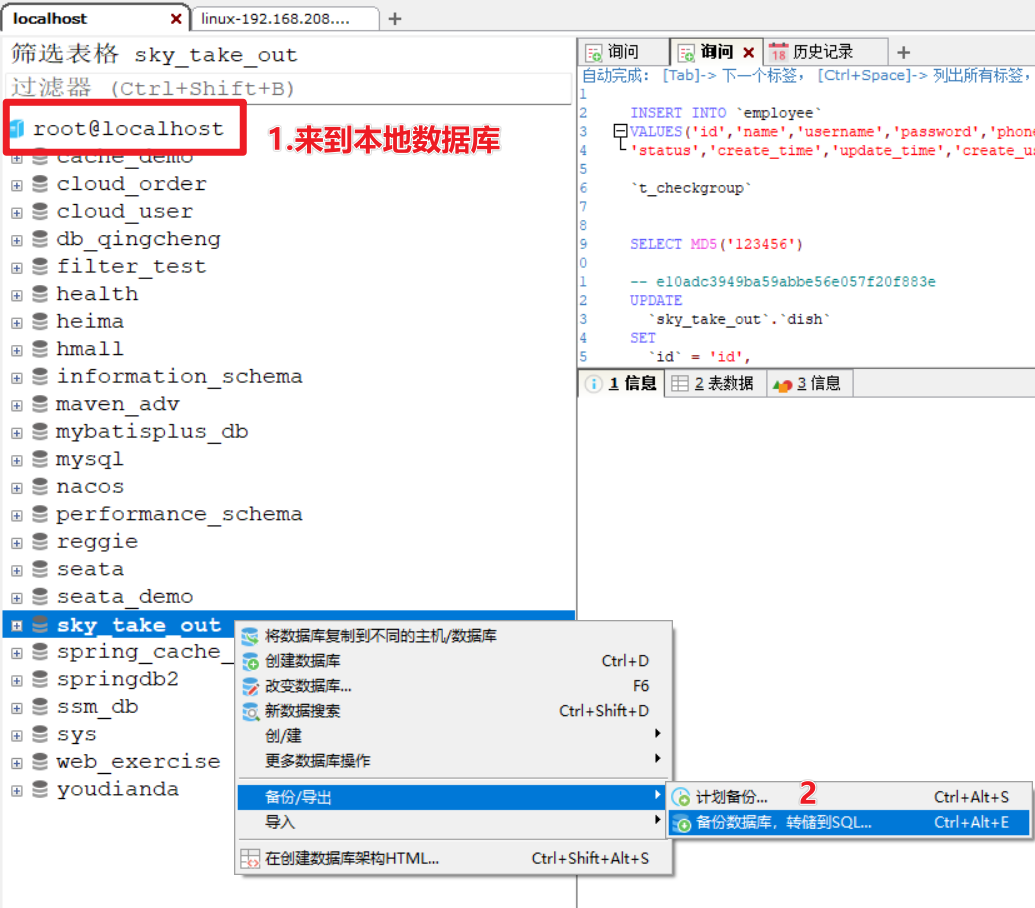 localhost
linux-192.168.208....
筛选表格 sky_take_out
过滤器 (Ctrl+Shift+B)
root@localhost
1.来到本地数据库
cache_demo
cloud_order
cloud_user
db_qingcheng
filter_test
health
heima
hmall
information_schema
maven_adv
mybatisplus_db
mysql
nacos
performance_schema
reggie
seata
seata_demo
sky_take_out
spring_cache_
springdb2
ssm_db
sys
web_exercise
youdianda
询问
询问
18 历史记录
自动完成: [Tab]-> 下一个标签, [Ctrl+Space]-> 列出所有标签,
1
2 INSERT INTO `employee`
3 VALUES('id','name','username','password','phon
4 'status','create_time','update_time','create_u
5
6 `t_checkgroup`
7
8
9 SELECT MD5('123456')
0
1 -- e10adc3949ba59abbe56e057f20f883e
2 UPDATE
3 `sky_take_out`.`dish`
4 SET
5 `id` = 'id',
1 信息
2 表数据
3 信息
将数据库复制到不同的主机/数据库
创建数据库 Ctrl+D
改变数据库... F6
新数据搜索 Ctrl+Shift+D
创/建
更多数据库操作
备份/导出
导入
在创建数据库架构HTML... Ctrl+Shift+Alt+S
计划备份... 2 Ctrl+Alt+S
备份数据库，转储到SQL... Ctrl+Alt+E